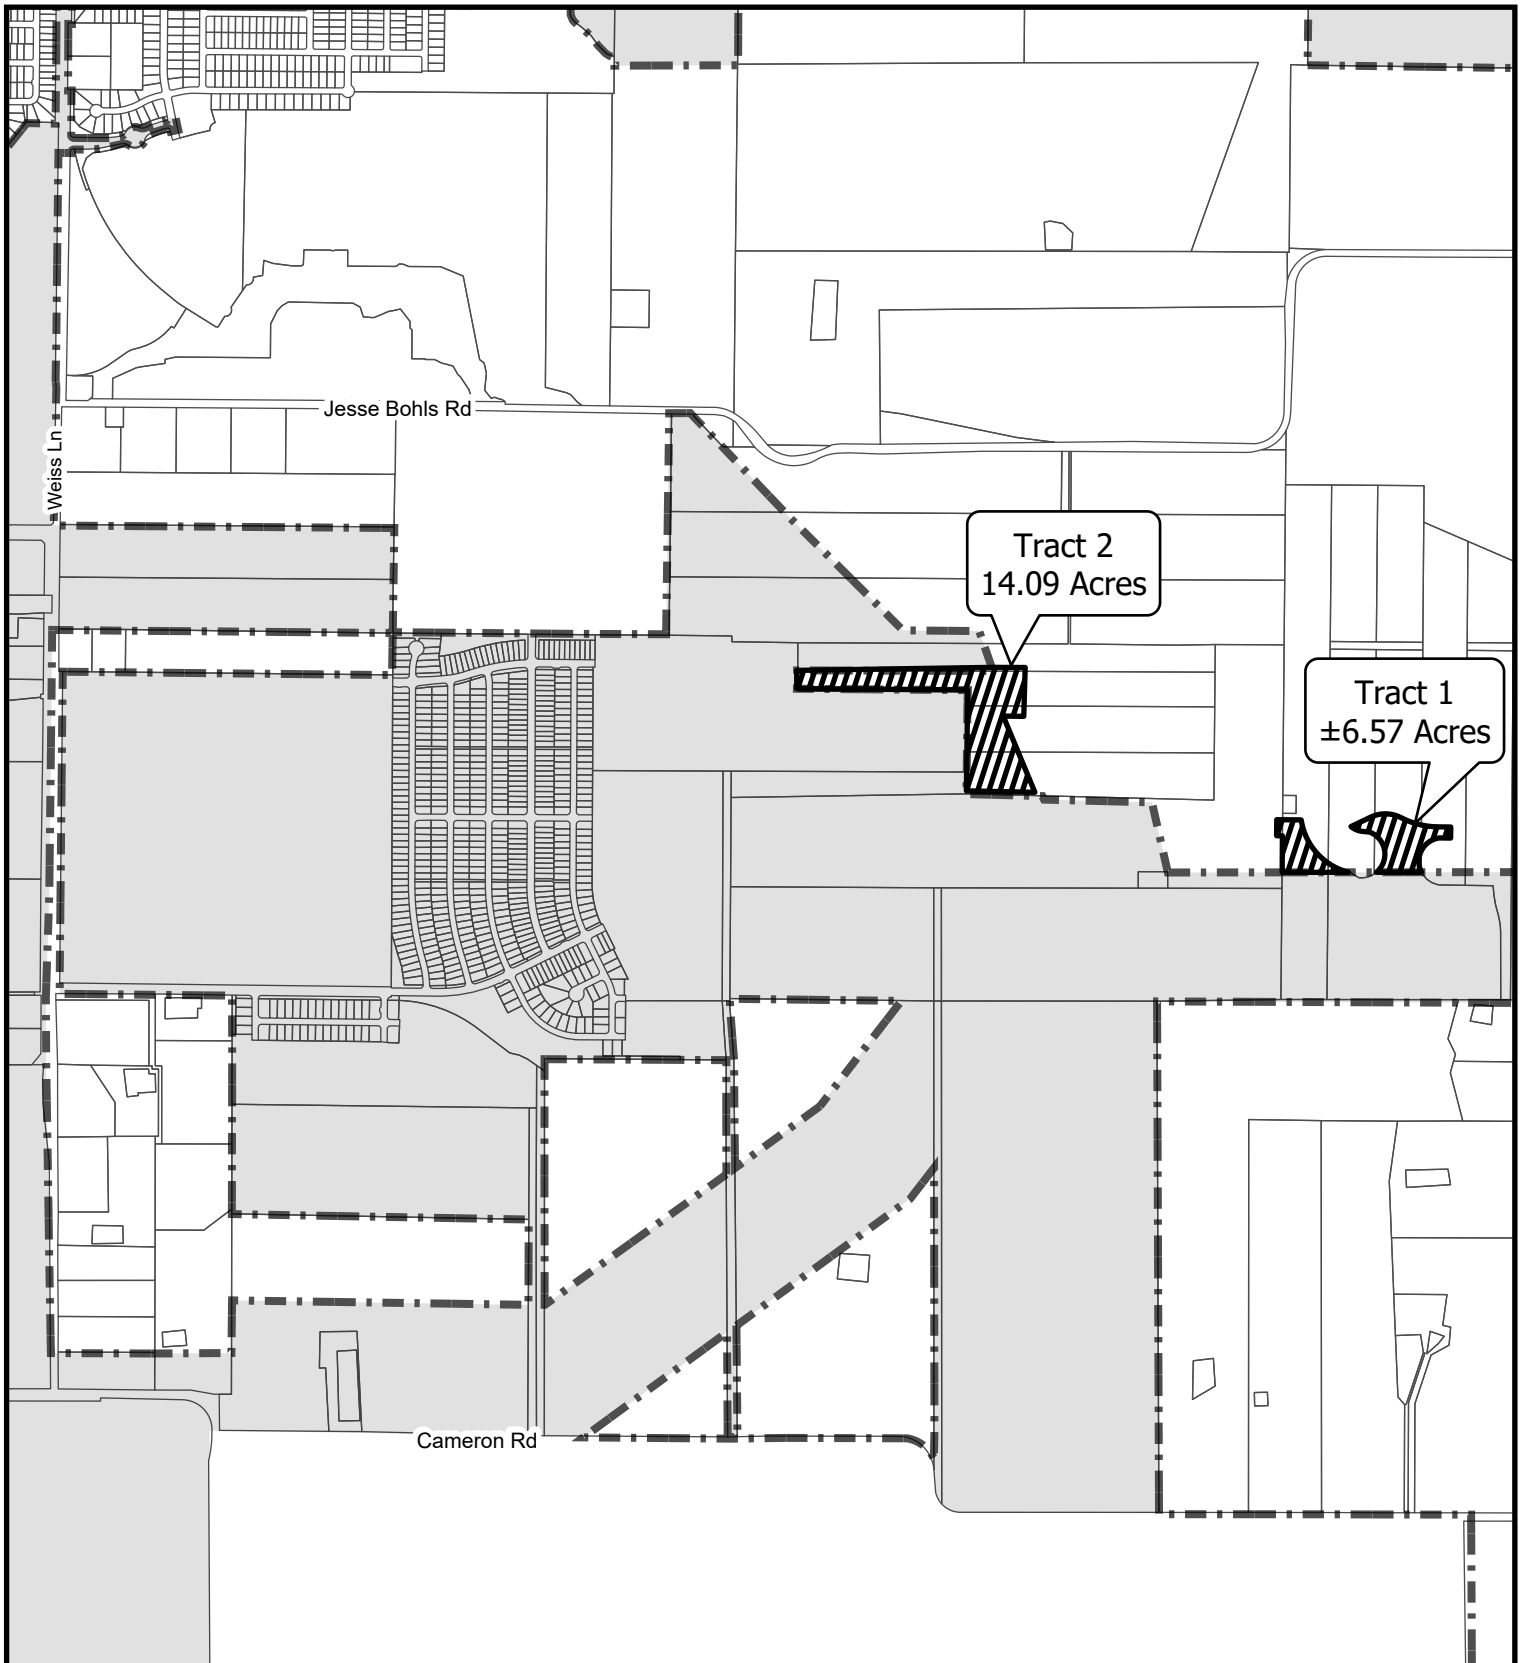 Jesse Bohls Rd
Weiss Ln
Tract 2
14.09 Acres
Tract 1
±6.57 Acres
Cameron Rd